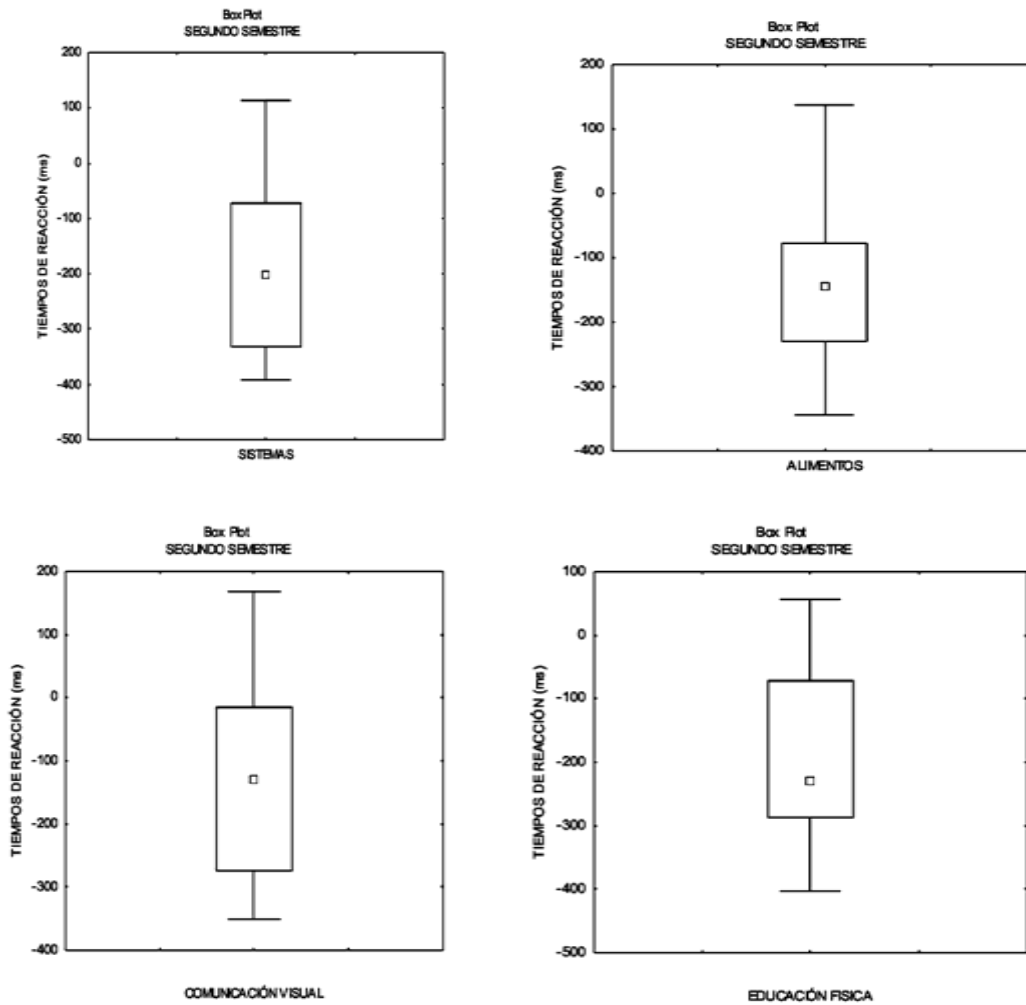 Box Plot
SEGUNDO SEMESTRE
200
100
0
-100
-200
-300
-400
-500
TIEMPOS DE REACCIÓN (ms)
SISTEMAS
Box Plot
SEGUNDO SEMESTRE
200
100
0
-100
-200
-300
-400
TIEMPOS DE REACCIÓN (ms)
ALIMENTOS
Box Plot
SEGUNDO SEMESTRE
200
100
0
-100
-200
-300
-400
TIEMPOS DE REACCIÓN (ms)
COMUNICACIÓN VISUAL
Box Plot
SEGUNDO SEMESTRE
100
0
-100
-200
-300
-400
-500
TIEMPOS DE REACCIÓN (ms)
EDUCACIÓN FISICA